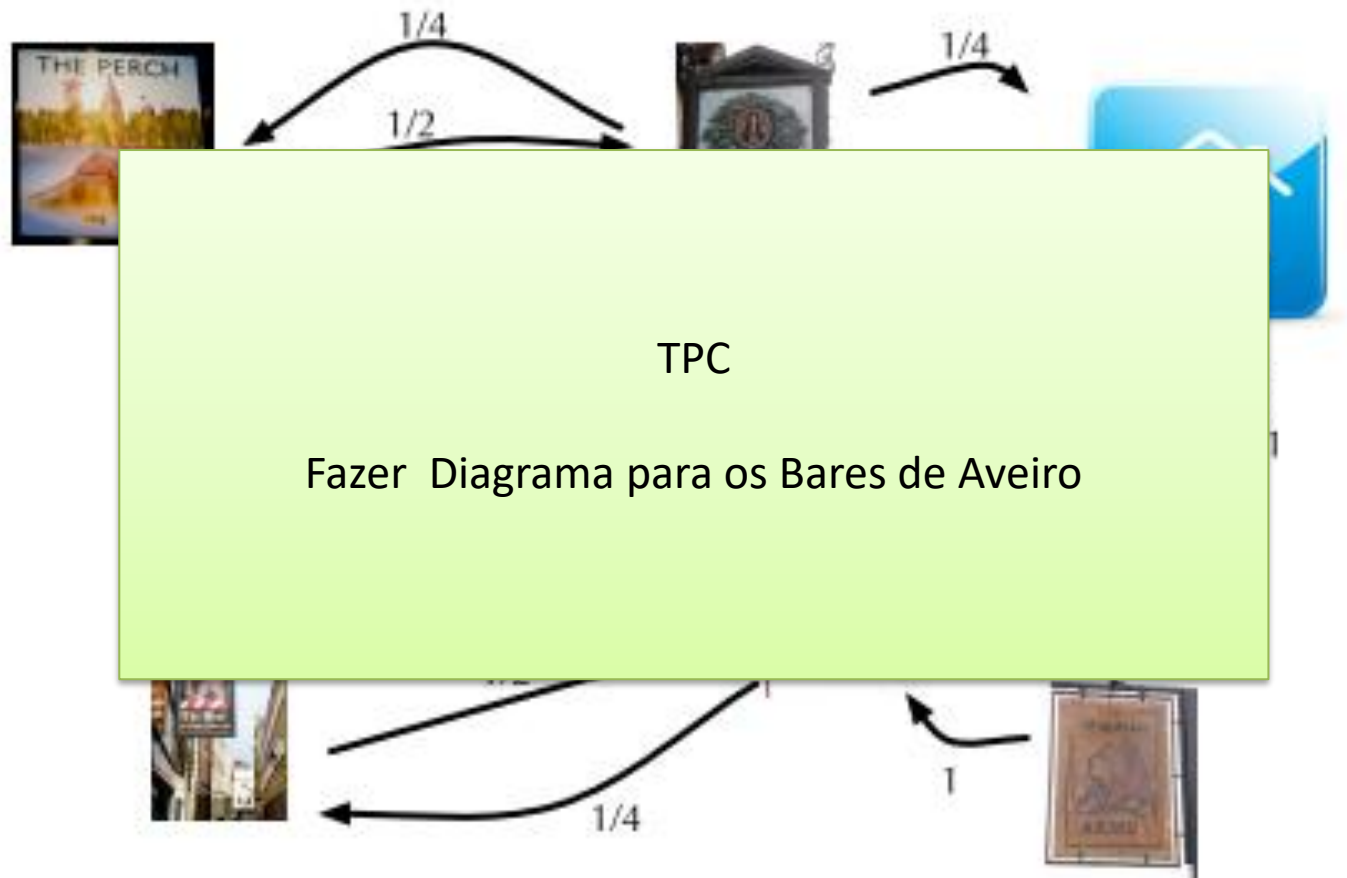 1/4
1/4
THE PERCH
1/2
TPC
Fazer Diagrama para os Bares de Aveiro
1
1/4